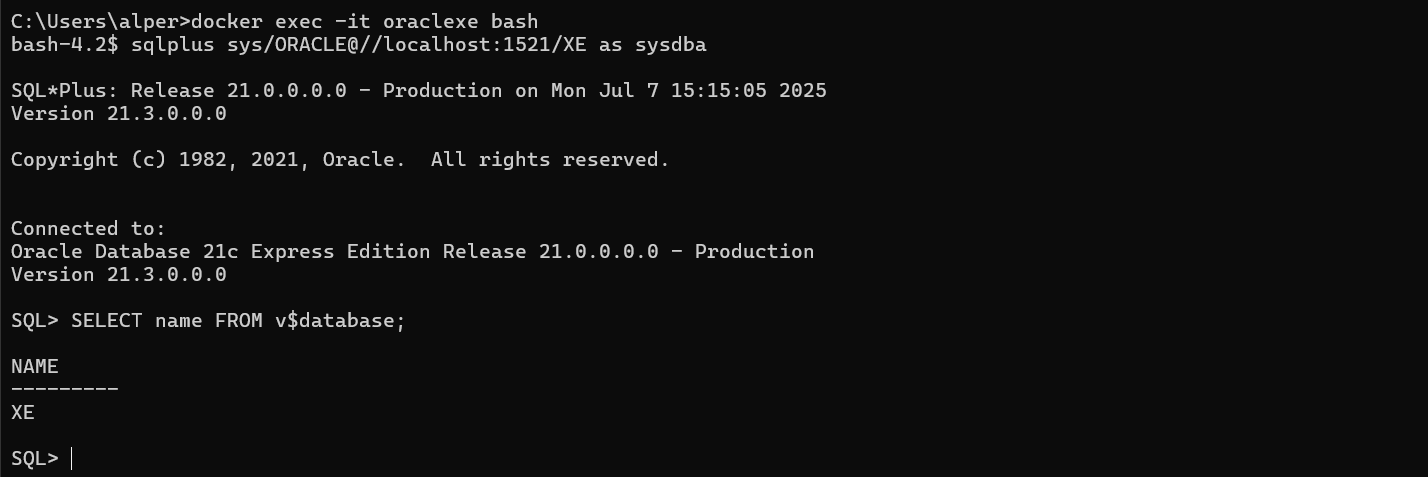 C:\Users\alper>docker exec -it oraclexe bash
bash-4.2$ sqlplus sys/ORACLE@//localhost:1521/XE as sysdba
SQL*Plus: Release 21.0.0.0.0 - Production on Mon Jul 7 15:15:05 2025
Version 21.3.0.0.0
Copyright (c) 1982, 2021, Oracle.  All rights reserved.
Connected to:
Oracle Database 21c Express Edition Release 21.0.0.0.0 - Production
Version 21.3.0.0.0
SQL> SELECT name FROM v$database;
NAME
---------
XE
SQL>